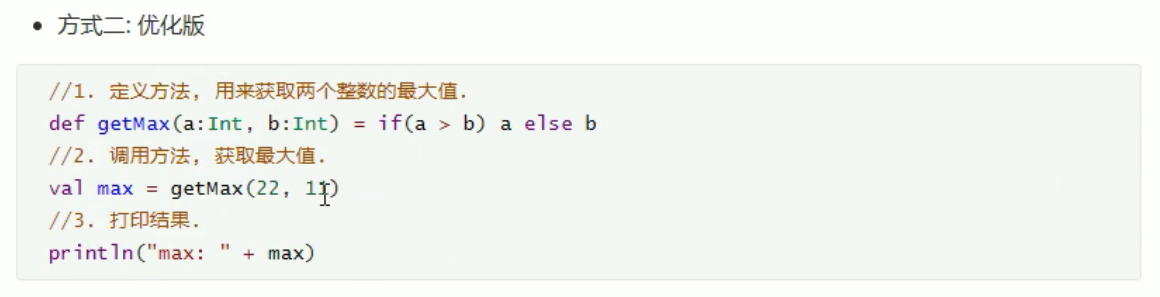 • 方式二: 优化版
//1. 定义方法, 用来获取两个整数的最大值.
def getMax(a:Int, b:Int) = if(a > b) a else b
//2. 调用方法, 获取最大值.
val max = getMax(22, 11)
//3. 打印结果.
println("max: " + max)